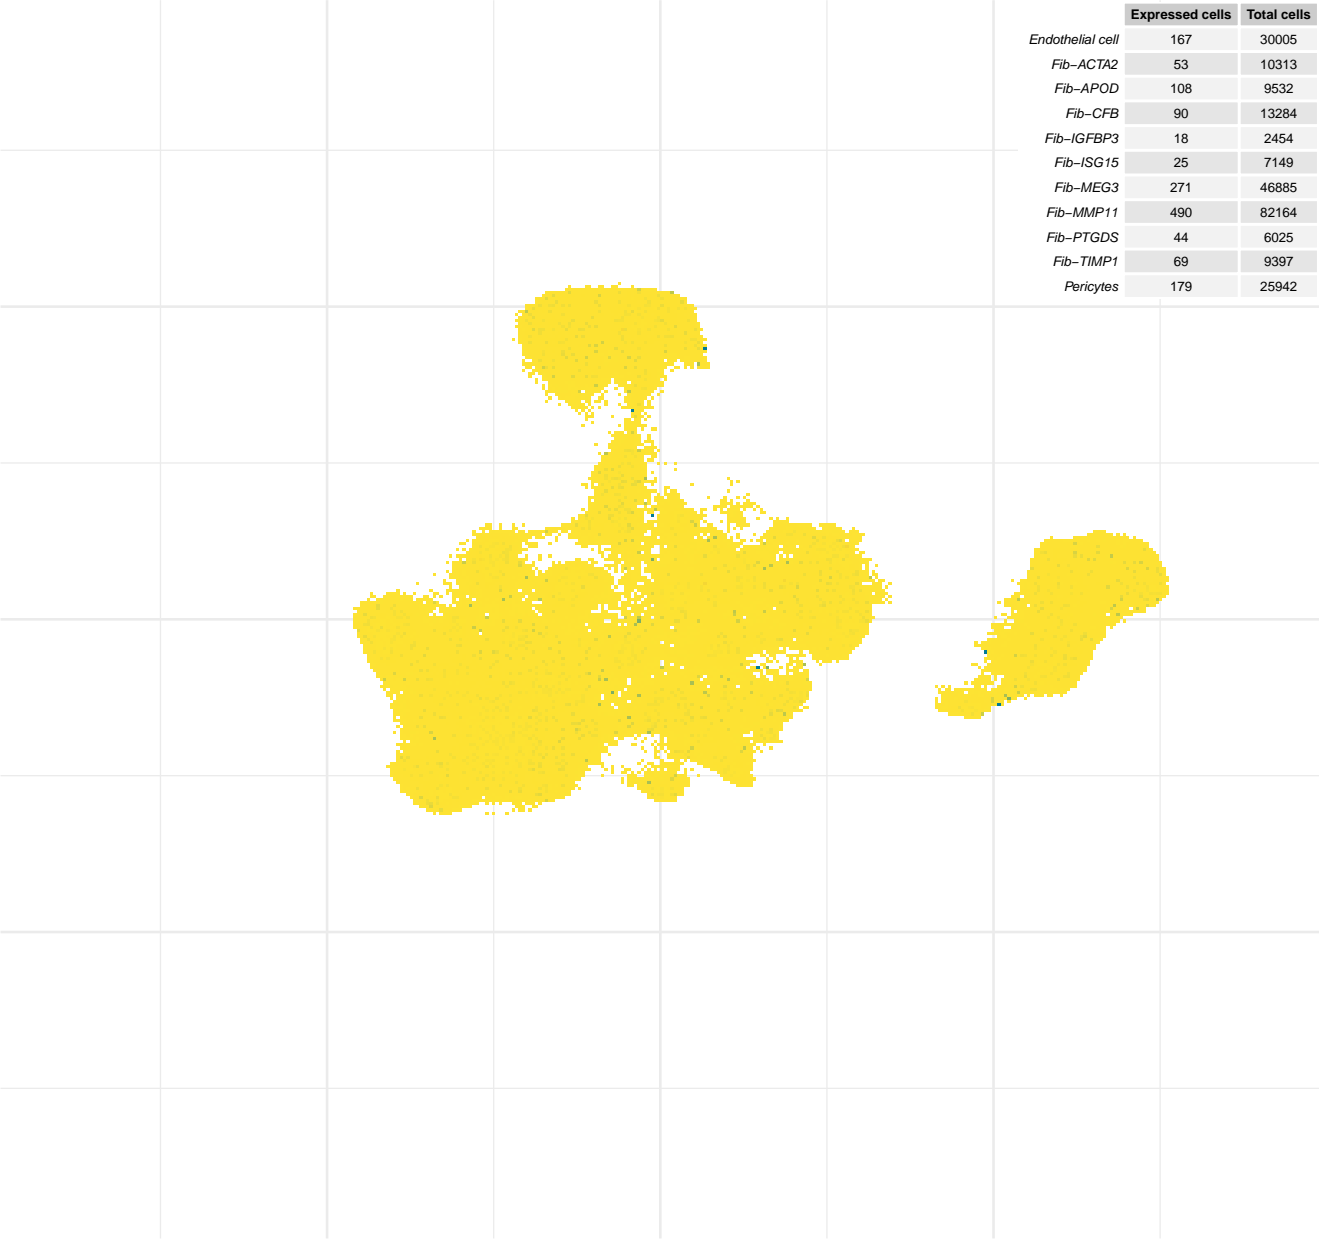 Expressed cells Total cells
Endothelial cell 167 30005
Fib−ACTA2 53 10313
Fib−APOD 108 9532
Fib−CFB 90 13284
Fib−IGFBP3 18 2454
Fib−ISG15 25 7149
Fib−MEG3 271 46885
Fib−MMP11 490 82164
Fib−PTGDS 44 6025
Fib−TIMP1 69 9397
Pericytes 179 25942